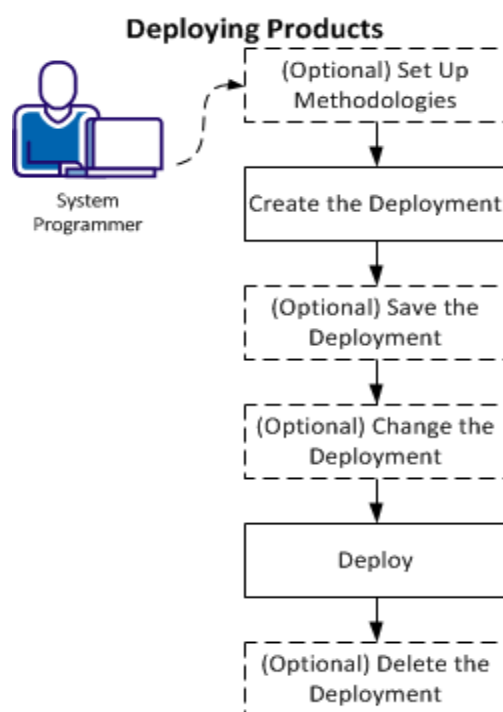 Deploying Products
(Optional) Set Up
Methodologies
System
Programmer
Create the Deployment
(Optional) Save the
Deployment
(Optional) Change the
Deployment
Deploy
(Optional) Delete the
Deployment